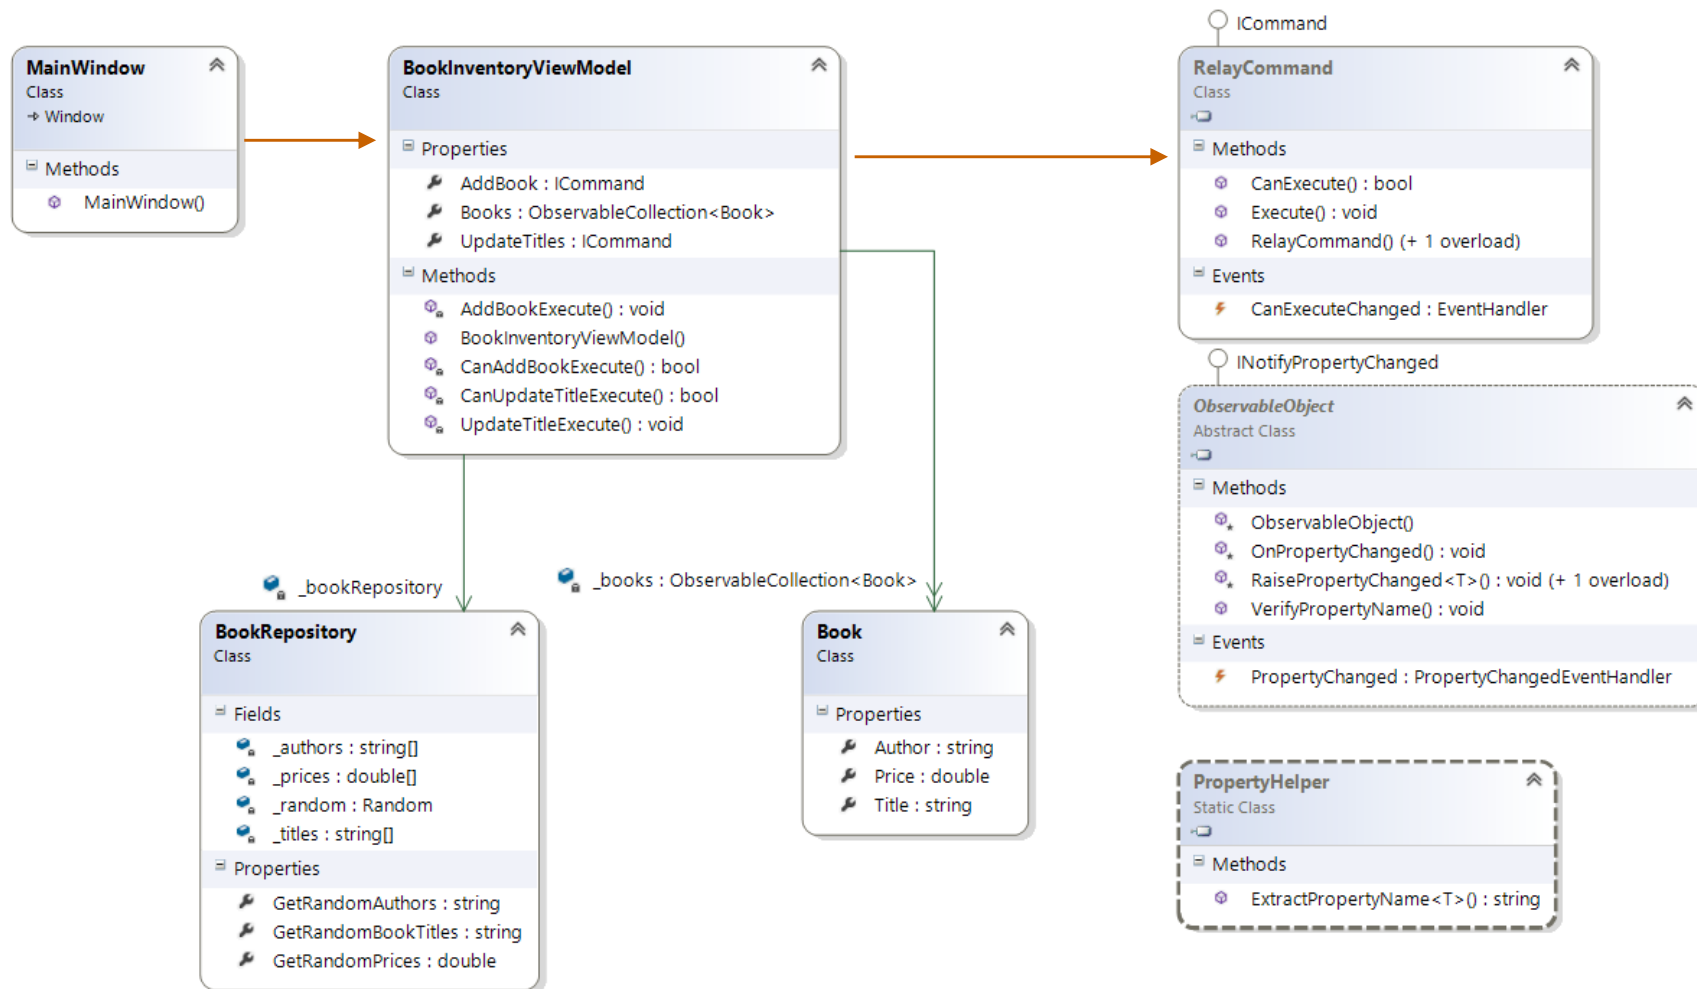 MainWindow
Class
Window
Methods
MainWindow()
BookInventoryViewModel
Class
Properties
AddBook : ICommand
Books : ObservableCollection<Book>
UpdateTitles : ICommand
Methods
AddBookExecute() : void
BookInventoryViewModel()
CanAddBookExecute() : bool
CanUpdateTitleExecute() : bool
UpdateTitleExecute() : void
ICommand
RelayCommand
Class
Methods
CanExecute() : bool
Execute() : void
RelayCommand() (+ 1 overload)
Events
CanExecuteChanged : EventHandler
INotifyPropertyChanged
ObservableObject
Abstract Class
Methods
ObservableObject()
OnPropertyChanged() : void
RaisePropertyChanged<T>() : void (+ 1 overload)
VerifyPropertyName() : void
Events
PropertyChanged : PropertyChangedEventHandler
_bookRepository
_books : ObservableCollection<Book>
BookRepository
Class
Fields
_authors : string[]
_prices : double[]
_random : Random
_titles : string[]
Properties
GetRandomAuthors : string
GetRandomBookTitles : string
GetRandomPrices : double
Book
Class
Properties
Author : string
Price : double
Title : string
PropertyHelper
Static Class
Methods
ExtractPropertyName<T>() : string